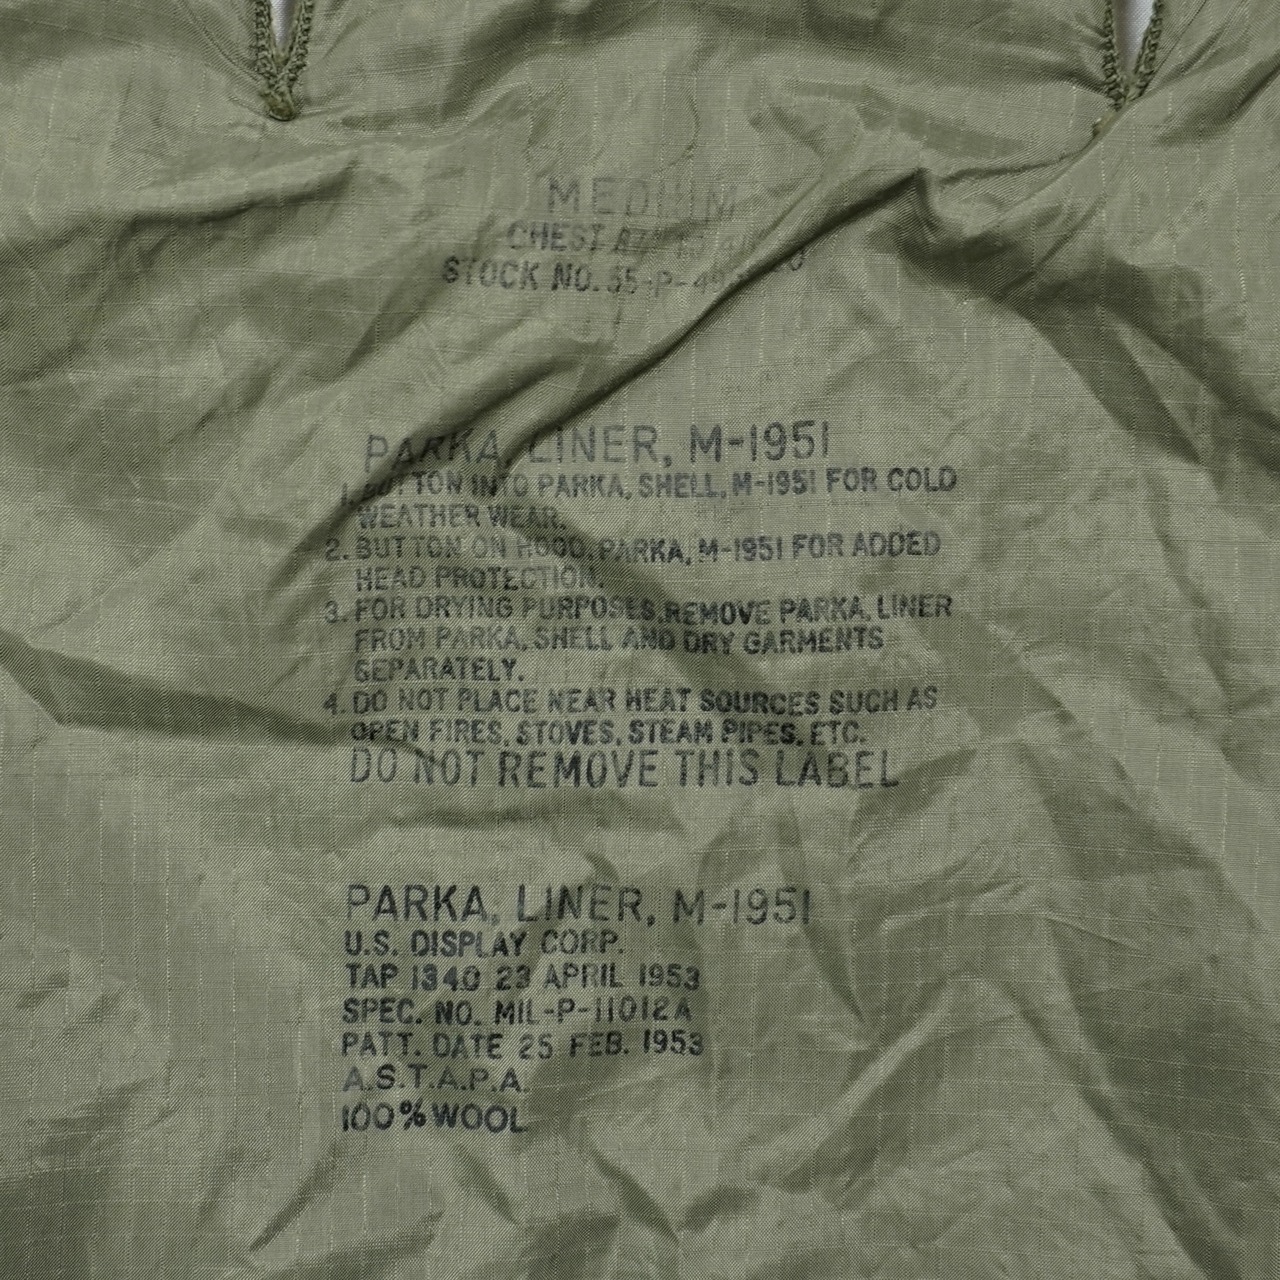 MEDIUM
CHEST
STOCK NO. 55-P-
PARKA, LINER, M-1951
1. BUTTON INTO PARKA, SHELL, M-1951 FOR COLD
WEATHER WEAR.
2. BUTTON ON HOOD, PARKA, M-1951 FOR ADDED
HEAD PROTECTION.
3. FOR DRYING PURPOSES, REMOVE PARKA, LINER
FROM PARKA, SHELL AND DRY GARMENTS
SEPARATELY.
4. DO NOT PLACE NEAR HEAT SOURCES SUCH AS
OPEN FIRES, STOVES, STEAM PIPES, ETC.
DO NOT REMOVE THIS LABEL
PARKA, LINER, M-1951
U.S. DISPLAY CORP.
TAP 1340 23 APRIL 1953
SPEC. NO. MIL-P-11012A
PATT. DATE 25 FEB. 1953
A.S.T.A.P.A.
100% WOOL